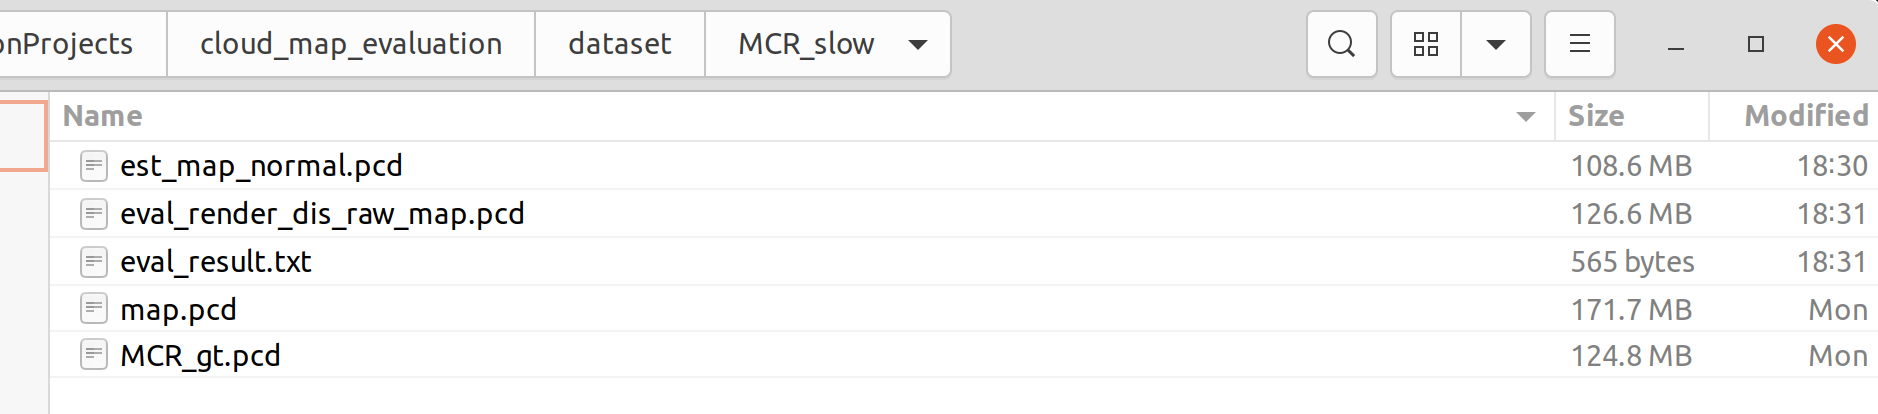 onProjects cloud_map_evaluation dataset MCR_slow
Name Size Modified
est_map_normal.pcd 108.6 MB 18:30
eval_render_dis_raw_map.pcd 126.6 MB 18:31
eval_result.txt 565 bytes 18:31
map.pcd 171.7 MB Mon
MCR_gt.pcd 124.8 MB Mon